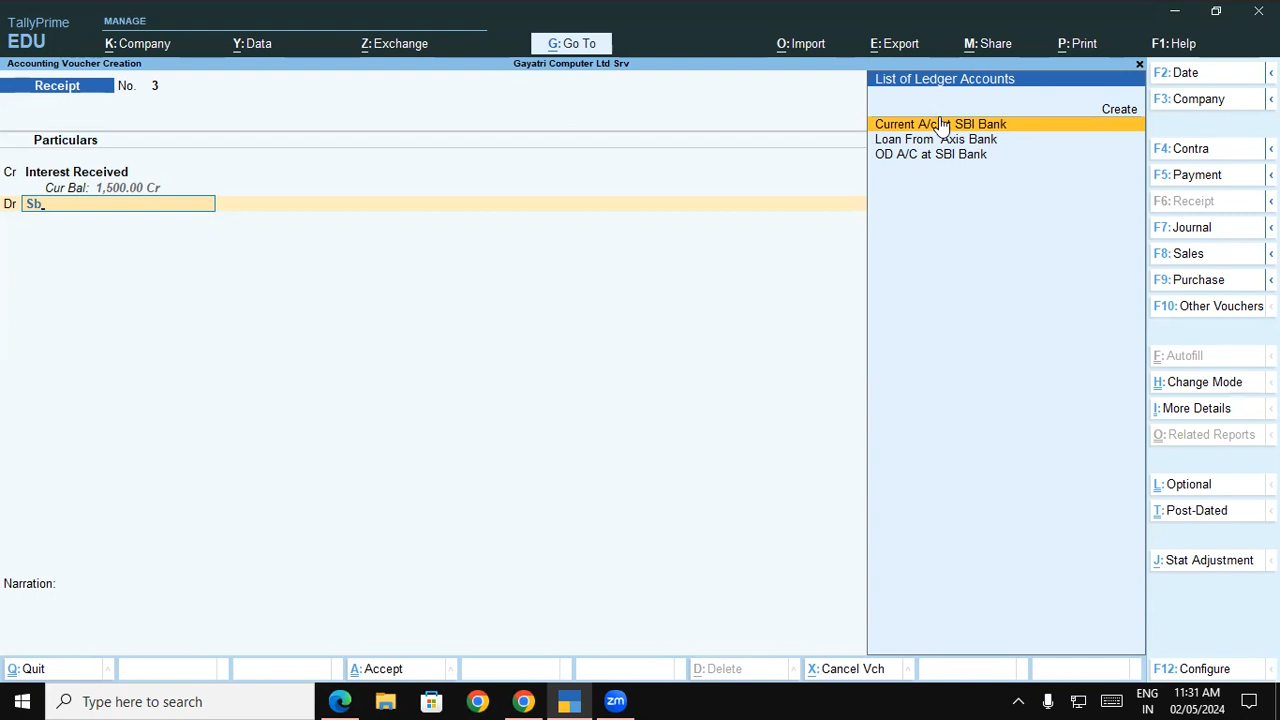 TallyPrime
MANAGE
EDU
K: Company
Y: Data
Z: Exchange
G: Go To
O: Import
E: Export
M: Share
P: Print
F1: Help
Accounting Voucher Creation
Gayatri Computer Ltd Srv
Receipt No. 3
Particulars
Cr Interest Received
Cur Bal: 1,500.00 Cr
Dr Sb
Narration:
List of Ledger Accounts
Create
Current A/c at SBI Bank
Loan From Axis Bank
OD A/C at SBI Bank
F2: Date
F3: Company
F4: Contra
F5: Payment
F6: Receipt
F7: Journal
F8: Sales
F9: Purchase
F10: Other Vouchers
F: Autofill
H: Change Mode
I: More Details
O: Related Reports
L: Optional
T: Post-Dated
J: Stat Adjustment
Q: Quit
A: Accept
D: Delete
X: Cancel Vch
F12: Configure
Type here to search
zm
ENG
IN
11:31 AM
02/05/2024